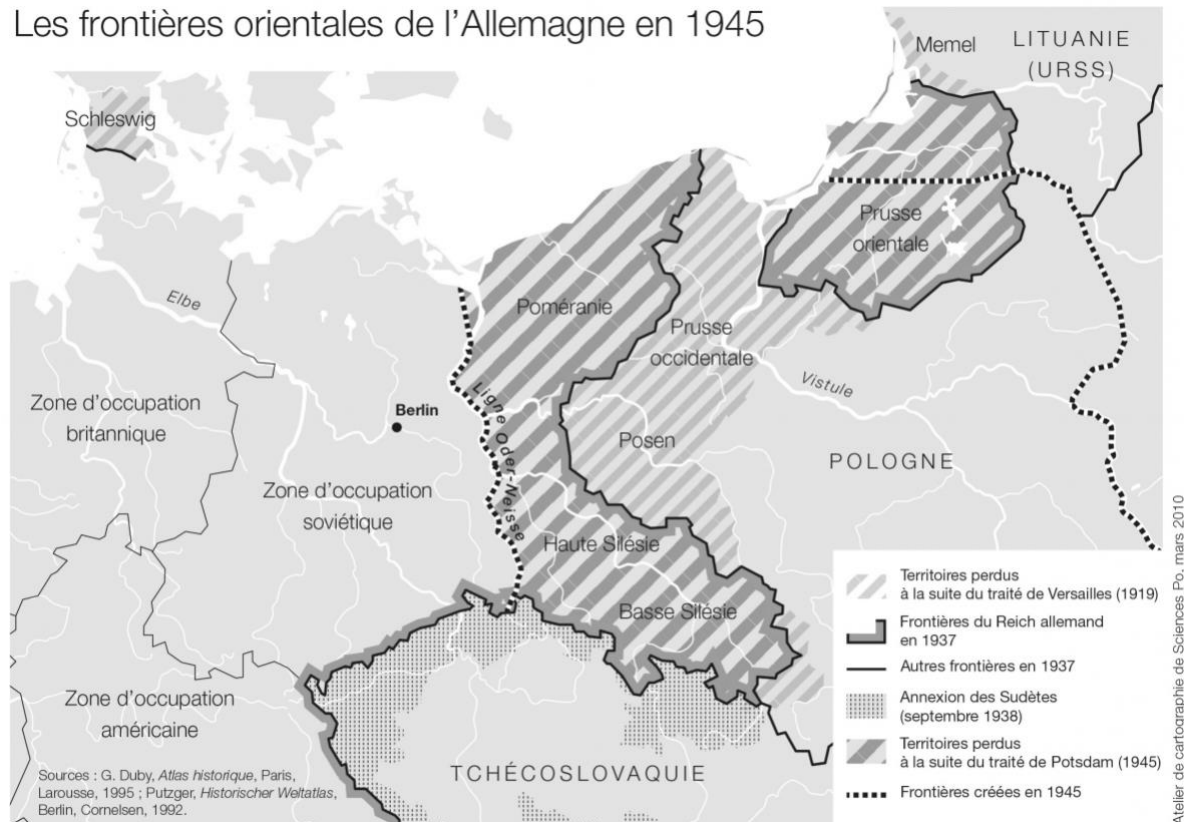 Les frontières orientales de l'Allemagne en 1945
Memel
LITUANIE
(URSS)
Schleswig
Prusse
orientale
Elbe
Poméranie
Prusse
occidentale
Vistule
Zone d'occupation
britannique
Berlin
Ligne Oder-Neisse
Posen
POLOGNE
Zone d'occupation
soviétique
Haute Silésie
Basse Silésie
Zone d'occupation
américaine
TCHÉCOSLOVAQUIE
Territoires perdus
à la suite du traité de Versailles (1919)
Frontières du Reich allemand
en 1937
Autres frontières en 1937
Annexion des Sudètes
(septembre 1938)
Territoires perdus
à la suite du traité de Potsdam (1945)
Frontières créées en 1945
Sources : G. Duby, Atlas historique, Paris,
Larousse, 1995 ; Putzger, Historischer Weltatlas,
Berlin, Cornelsen, 1992.
Atelier de cartographie de Sciences Po, mars 2010